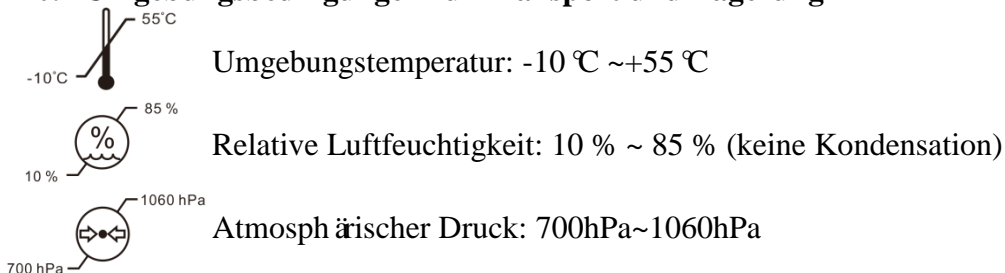 55°C
-10°C
Umgebungstemperatur: -10 ℃ ~+55 ℃
85 %
%
10 %
Relative Luftfeuchtigkeit: 10 % ~ 85 % (keine Kondensation)
1060 hPa
700 hPa
Atmosph ärischer Druck: 700hPa~1060hPa